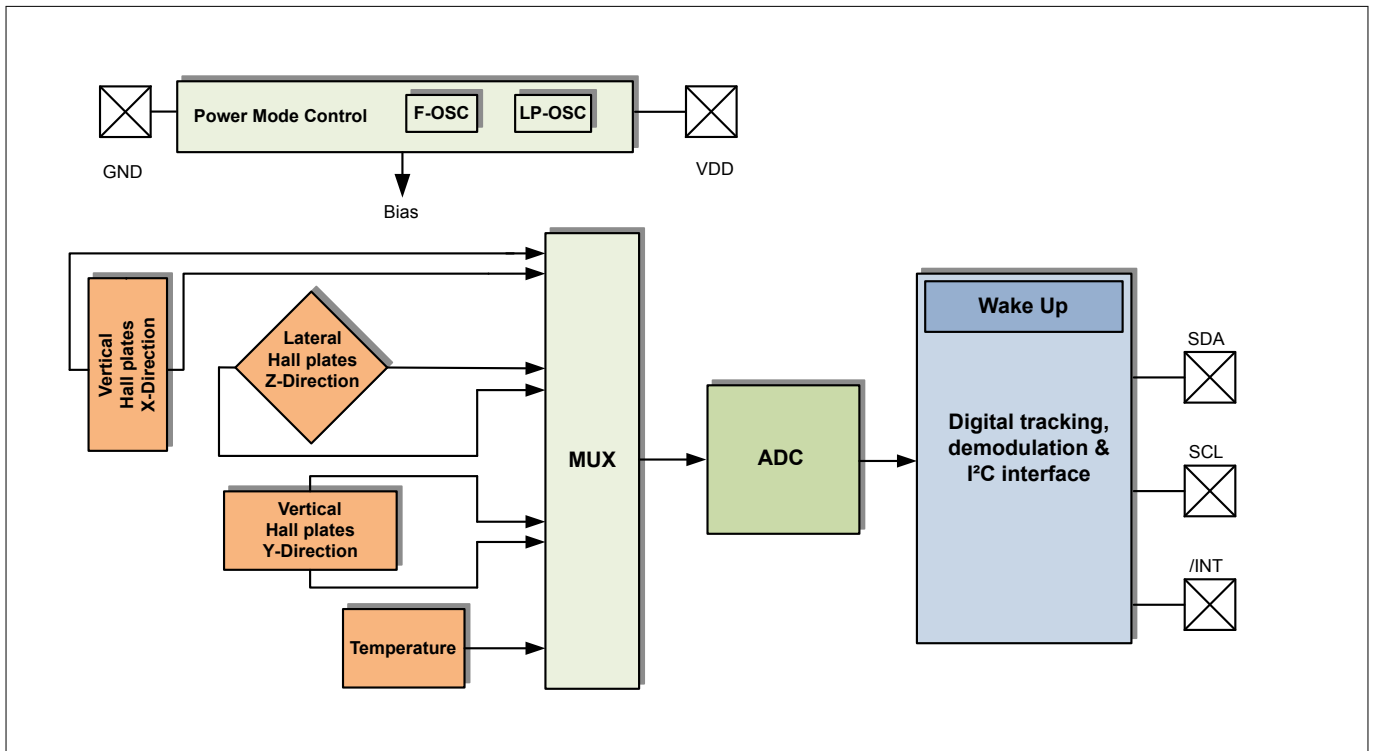 Power Mode Control
F-OSC
LP-OSC
GND
VDD
Bias
Vertical
Hall plates
X-Direction
Lateral
Hall plates
Z-Direction
Vertical
Hall plates
Y-Direction
Temperature
MUX
ADC
Wake Up
Digital tracking,
demodulation &
I²C interface
SDA
SCL
/INT